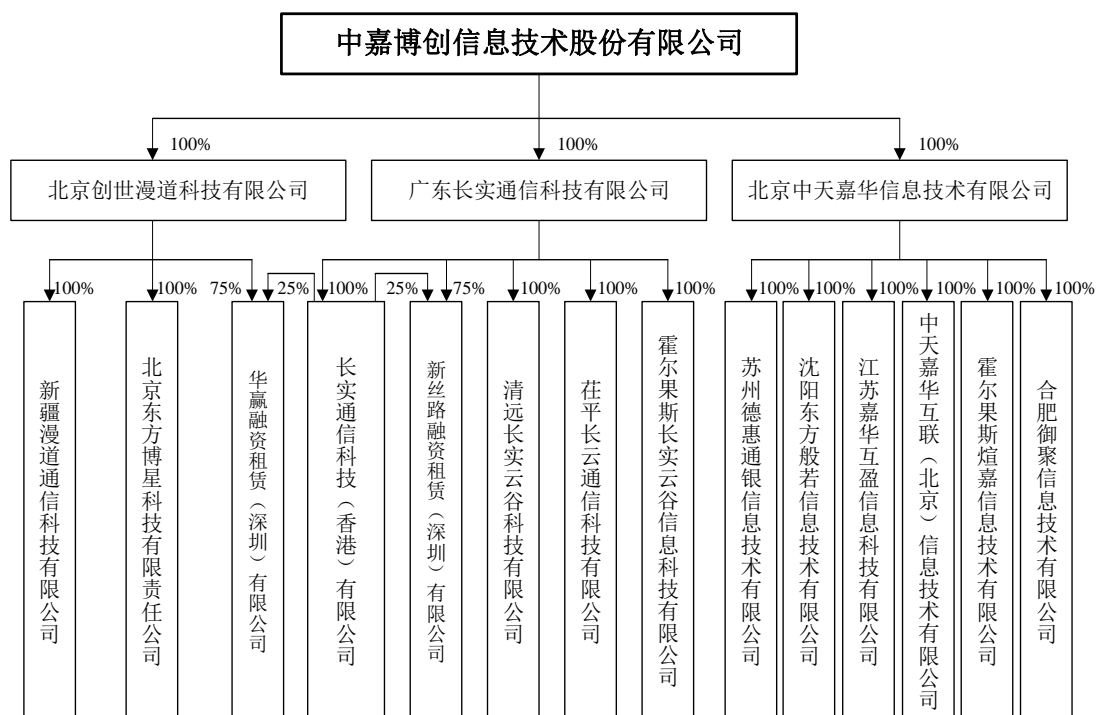 中嘉博创信息技术股份有限公司
100%
100%
100%
北京创世漫道科技有限公司
广东长实通信科技有限公司
北京中天嘉华信息技术有限公司
100%
100%
75%
25%
100%
25%
75%
100%
100%
100%
100%
100%
100%
100%
100%
100%
新疆漫道通信科技有限公司
北京东方博星科技有限责任公司
华赢融资租赁（深圳）有限公司
长实通信科技（香港）有限公司
新丝路融资租赁（深圳）有限公司
清远长实云谷科技有限公司
茌平长云通信科技有限公司
霍尔果斯长实云谷信息科技有限公司
苏州德惠通银信息技术有限公司
沈阳东方般若信息技术有限公司
江苏嘉华互盈信息科技有限公司
中天嘉华互联（北京）信息技术有限公司
霍尔果斯煊嘉信息技术有限公司
合肥御聚信息技术有限公司